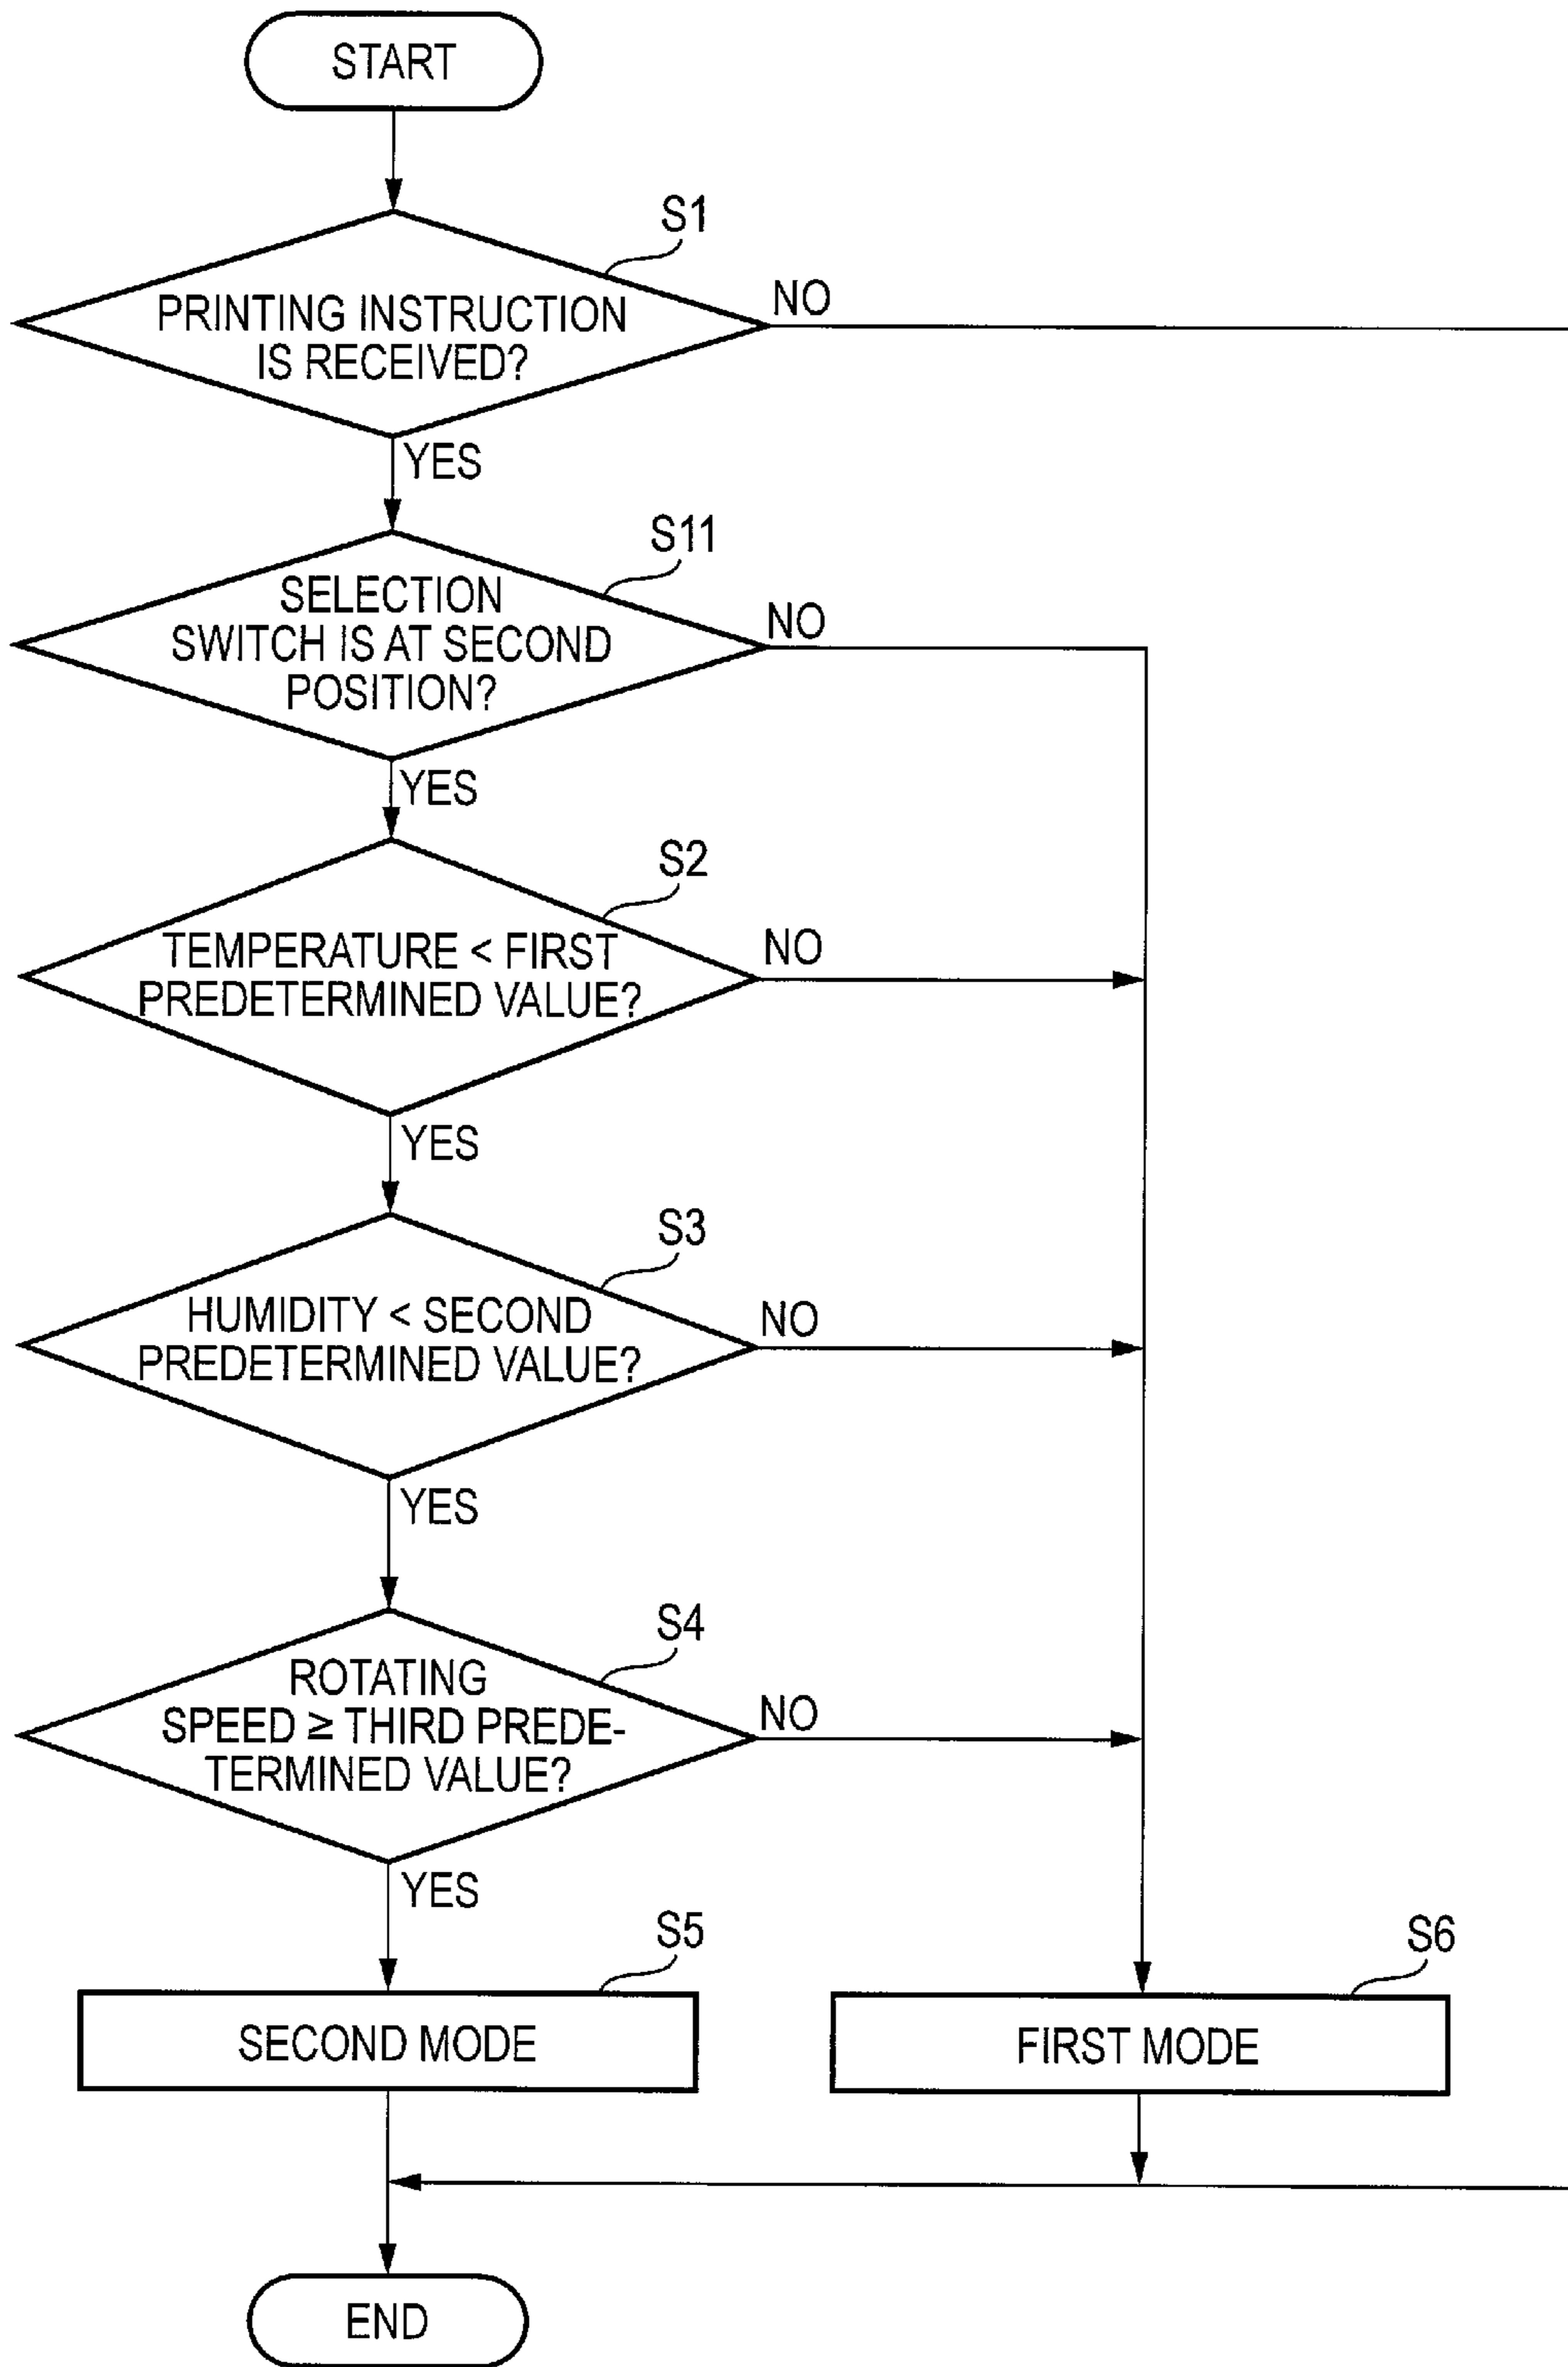 START
S1
PRINTING INSTRUCTION
IS RECEIVED?
NO
YES
S11
SELECTION
SWITCH IS AT SECOND
POSITION?
NO
YES
S2
TEMPERATURE < FIRST
PREDETERMINED VALUE?
NO
YES
S3
HUMIDITY < SECOND
PREDETERMINED VALUE?
NO
YES
S4
ROTATING
SPEED ≥ THIRD PREDE-
TERMINED VALUE?
NO
YES
S5
SECOND MODE
S6
FIRST MODE
END